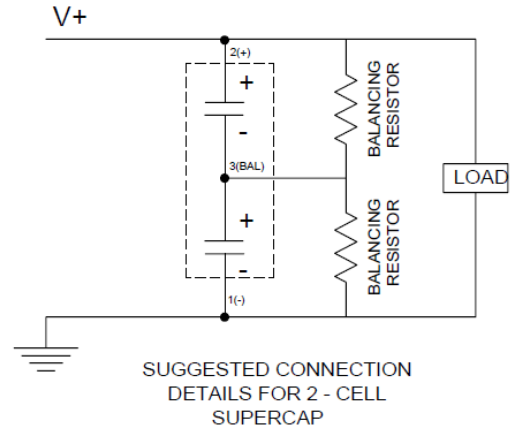 V+
2(+)
+
-
BALANCING
RESISTOR
3(BAL)
LOAD
+
-
BALANCING
RESISTOR
1(-)
SUGGESTED CONNECTION
DETAILS FOR 2 - CELL
SUPERCAP